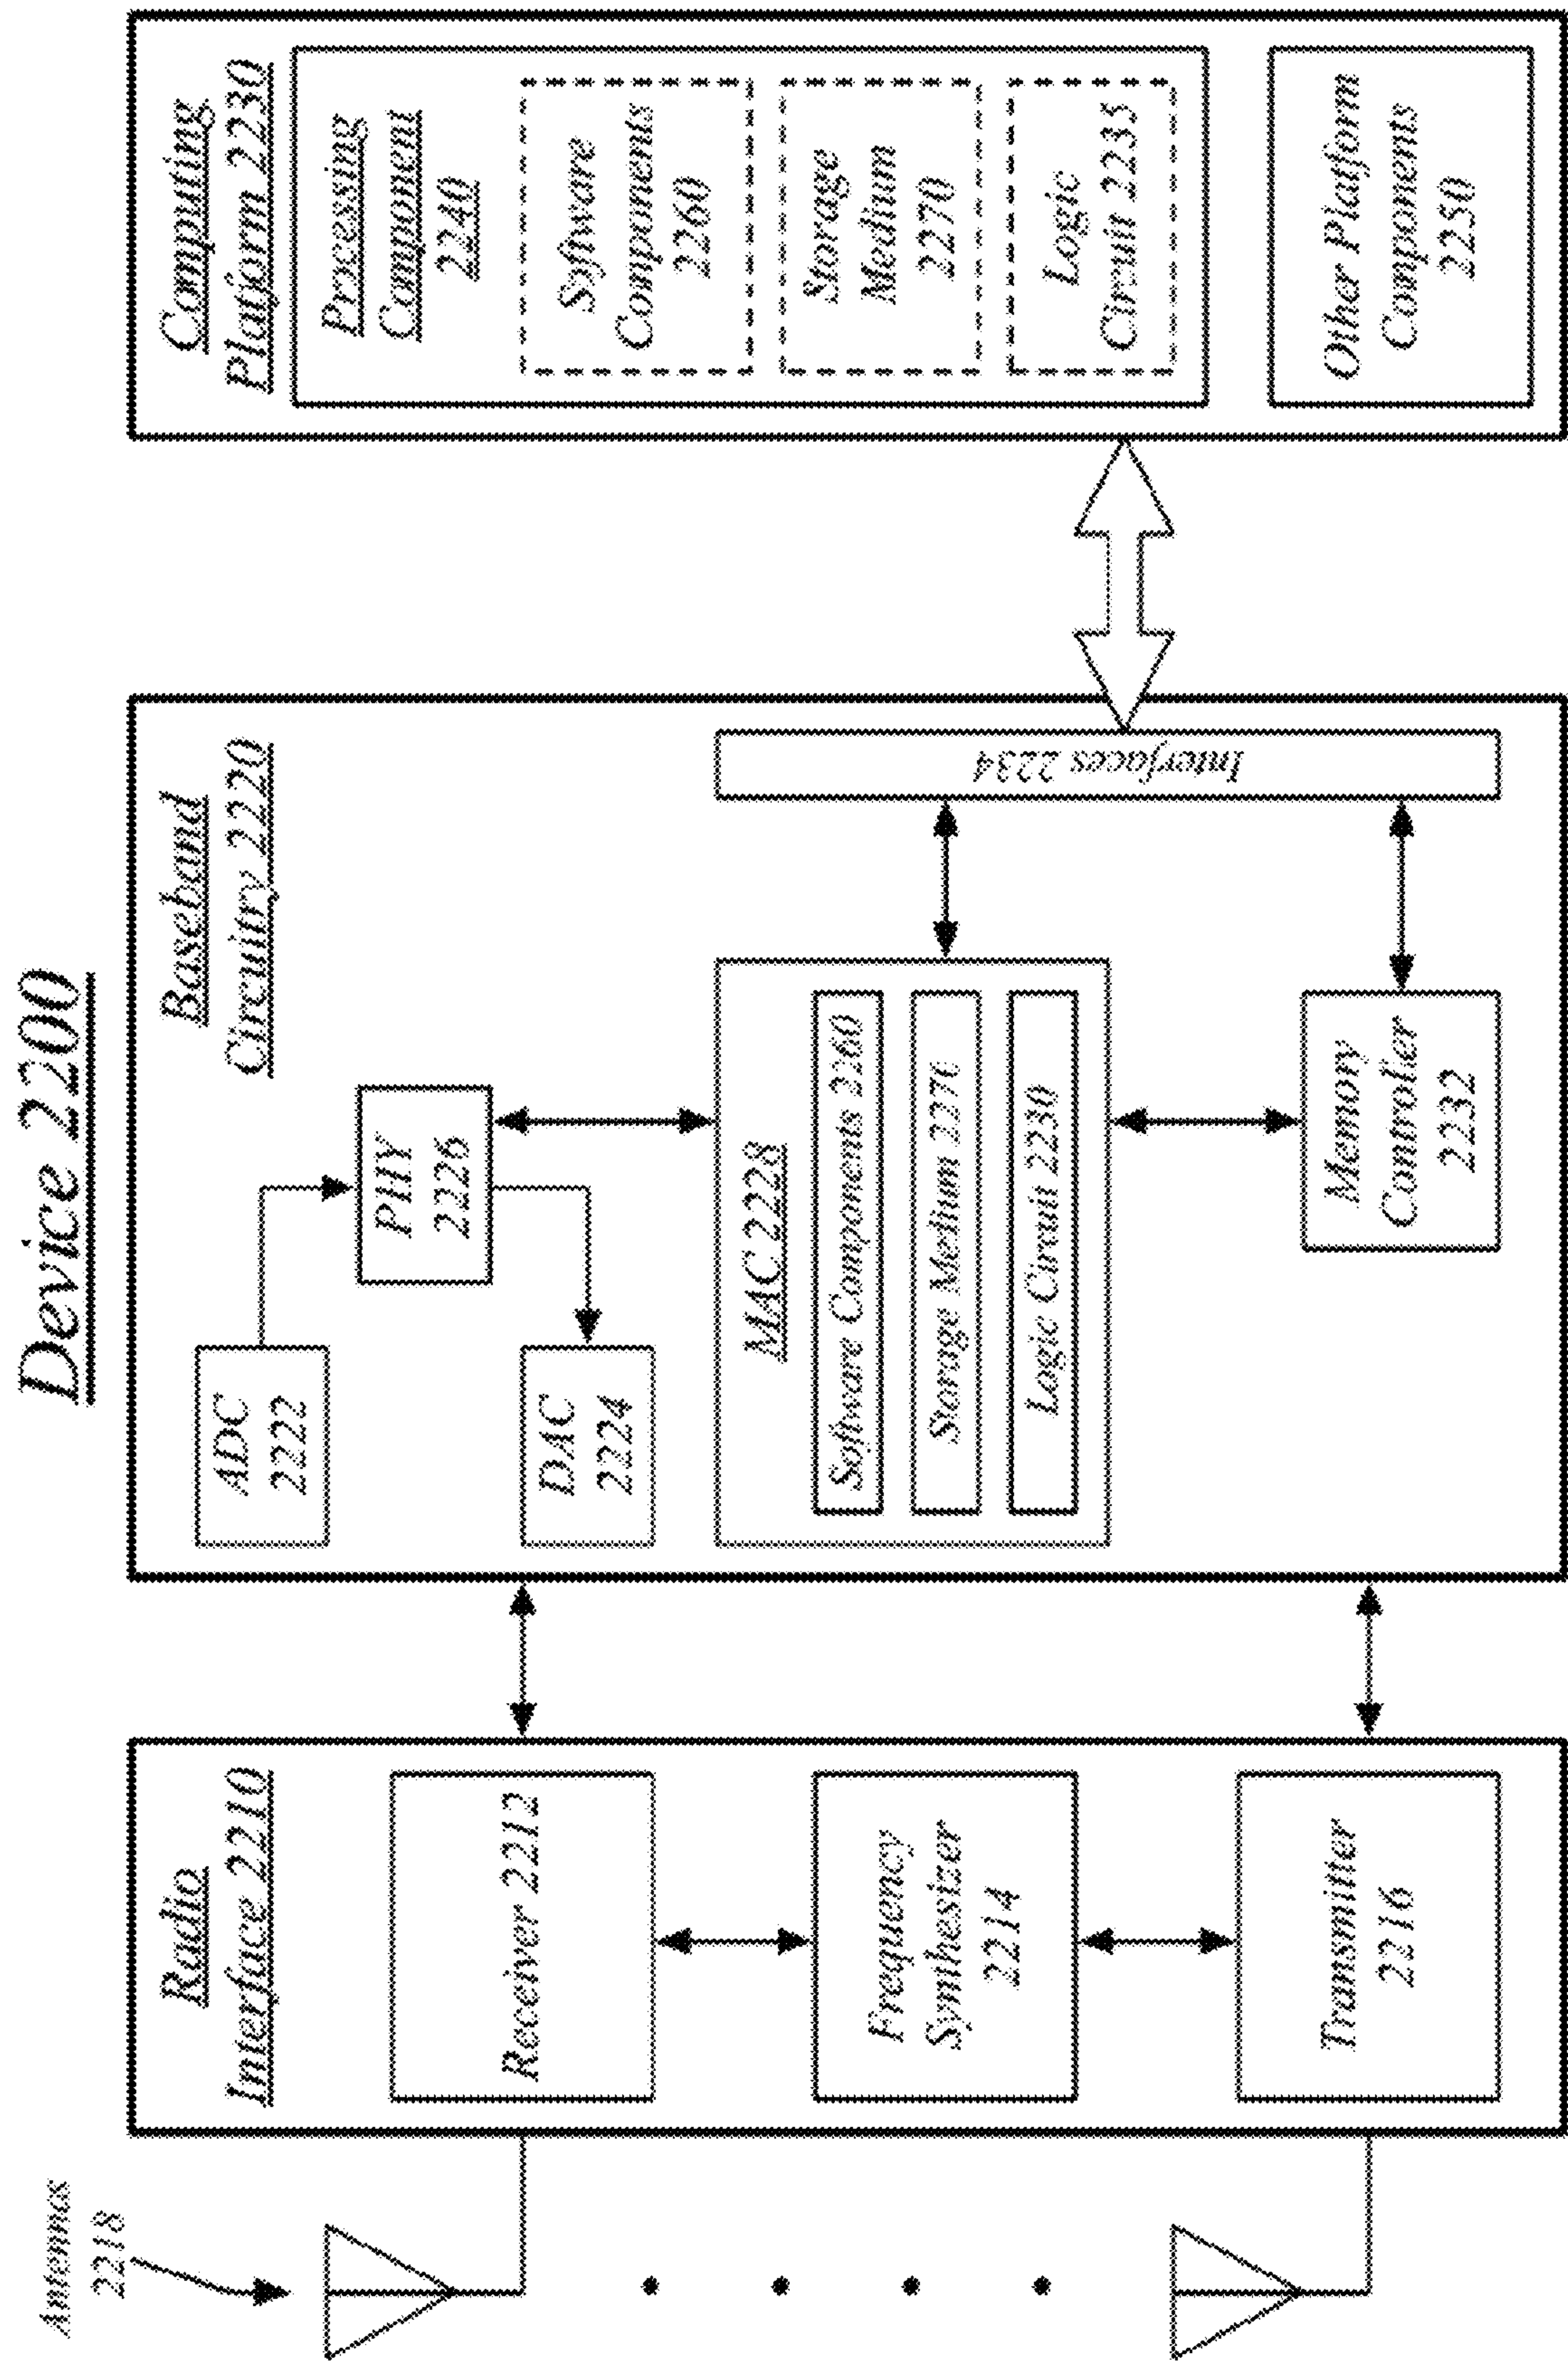 Device 2200
Antennas
2218
Radio
Interface 2210
Receiver 2212
Frequency
Synthesizer
2214
Transmitter
2216
Baseband
Circuitry 2220
ADC
2222
PHY
2226
DAC
2224
MAC 2228
Software Components 2260
Storage Medium 2270
Logic Circuit 2230
Memory
Controller
2232
Interfaces 2234
Computing
Platform 2230
Processing
Component
2240
Software
Components
2260
Storage
Medium
2270
Logic
Circuit 2235
Other Platform
Components
2250